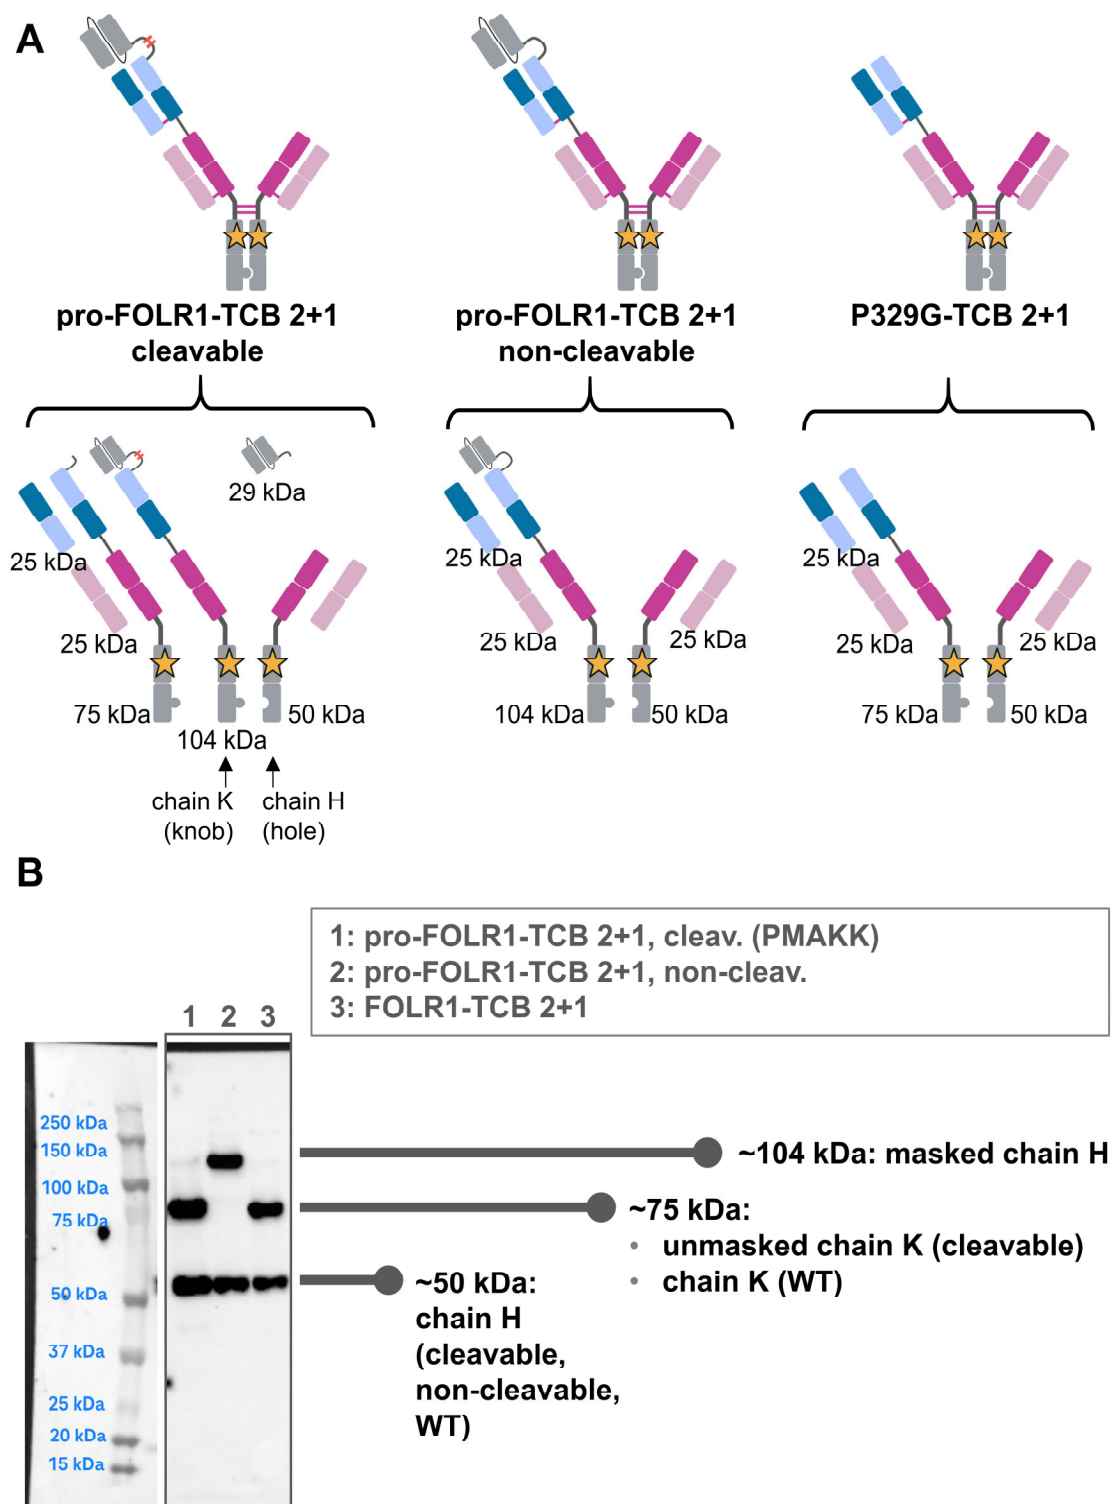 A
pro-FOLR1-TCB 2+1
cleavable
pro-FOLR1-TCB 2+1
non-cleavable
P329G-TCB 2+1
29 kDa
25 kDa
25 kDa
75 kDa
104 kDa
50 kDa
chain K
(knob)
chain H
(hole)
25 kDa
25 kDa
25 kDa
104 kDa
50 kDa
25 kDa
25 kDa
25 kDa
75 kDa
50 kDa
B
1: pro-FOLR1-TCB 2+1, cleav. (PMAKK)
2: pro-FOLR1-TCB 2+1, non-cleav.
3: FOLR1-TCB 2+1
1 2 3
250 kDa
150 kDa
100 kDa
75 kDa
50 kDa
37 kDa
25 kDa
20 kDa
15 kDa
~104 kDa: masked chain H
~75 kDa:
• unmasked chain K (cleavable)
• chain K (WT)
~50 kDa:
chain H
(cleavable,
non-cleavable,
WT)